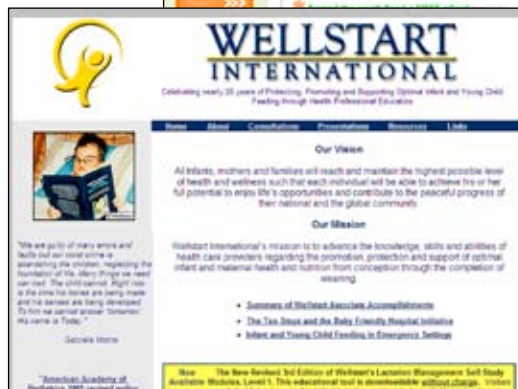 WELLSTART
INTERNATIONAL
Celebrating nearly 20 years of Protecting, Promoting and Supporting Optimal Infant and Young Child
Feeding through Health Professional Education
Home About Consultations Presentations Resources Links
Our Vision
All infants, mothers and families will reach and maintain the highest possible level
of health and wellness such that each individual will be able to achieve his or her
full potential to enjoy life's opportunities and contribute to the peaceful progress of
their national and the global community.
Our Mission
Wellstart International's mission is to advance the knowledge, skills and abilities of
health care providers regarding the promotion, protection and support of optimal
infant and maternal health and nutrition from conception through the completion of
weaning.
Summary of Wellstart Associate Accomplishments
The Ten Steps and the Baby Friendly Hospital Initiative
Infant and Young Child Feeding in Emergency Settings
"We are guilty of many errors and
faults but our worst crime is
abandoning the children, neglecting the
foundation of life. Many things we need
can wait. The child cannot. Right now
is the time his bones are being made
and his senses are being developed.
To him we cannot answer 'tomorrow'.
His name is Today."
Gabriela Mistral
"American Academy of
Pediatrics revised policy
Now The New Revised 3rd Edition of Wellstart's Lactation Management Self Study
Available Modules, Level 1. This educational tool is downloadable without charge.